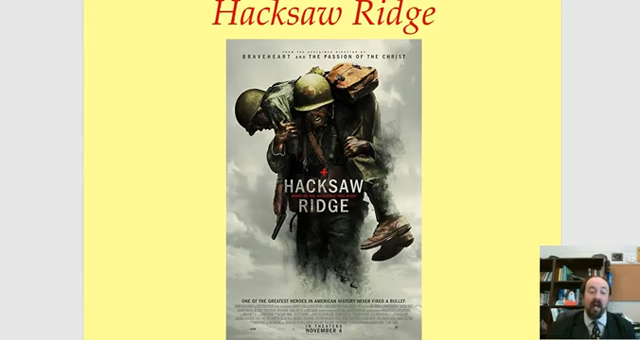 Hacksaw Ridge
FROM THE ACCLAIMED DIRECTOR OF
BRAVEHEART AND THE PASSION OF THE CHRIST
HACKSAW
RIDGE
ONE OF THE GREATEST HEROES IN AMERICAN HISTORY NEVER FIRED A BULLET
IN THEATERS
NOVEMBER 4